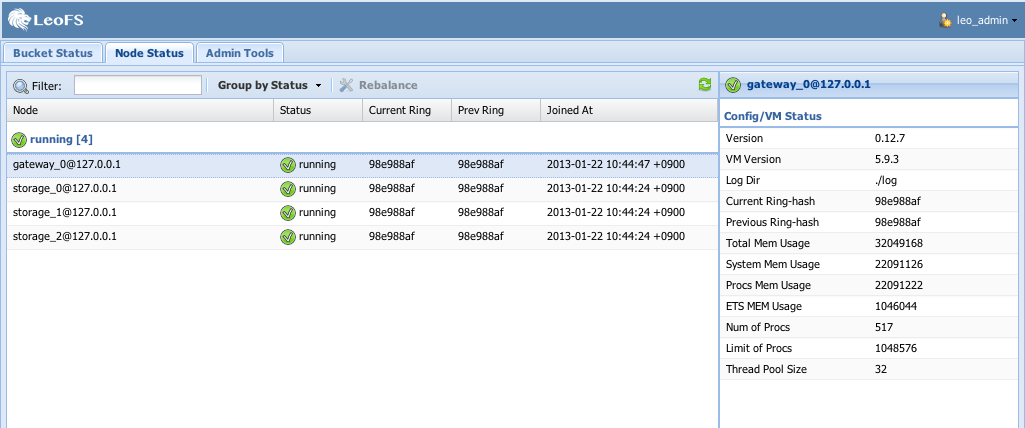 LeoFS
leo_admin
Bucket Status Node Status Admin Tools
Filter: Group by Status Rebalance
Node Status Current Ring Prev Ring Joined At
running [4]
gateway_0@127.0.0.1 running 98e988af 98e988af 2013-01-22 10:44:47 +0900
storage_0@127.0.0.1 running 98e988af 98e988af 2013-01-22 10:44:24 +0900
storage_1@127.0.0.1 running 98e988af 98e988af 2013-01-22 10:44:24 +0900
storage_2@127.0.0.1 running 98e988af 98e988af 2013-01-22 10:44:24 +0900
gateway_0@127.0.0.1
Config/VM Status
Version 0.12.7
VM Version 5.9.3
Log Dir ./log
Current Ring-hash 98e988af
Previous Ring-hash 98e988af
Total Mem Usage 32049168
System Mem Usage 22091126
Procs Mem Usage 22091222
ETS MEM Usage 1046044
Num of Procs 517
Limit of Procs 1048576
Thread Pool Size 32